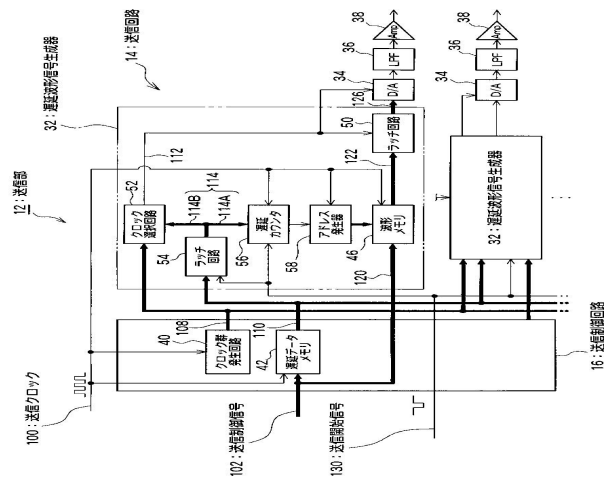 12：送信部
14：送信回路
32：遅延波形信号生成器
100：送信クロック
52
クロック
選択回路
112
114B
114
114A
54
ラッチ
回路
56
遅延
カウンタ
58
アドレス
発生器
46
波形
メモリ
50
ラッチ回路
122
126
34
D/A
36
LPF
38
Amp
40
クロック群
発生回路
108
42
遅延データ
メモリ
110
120
102：送信制御信号
130：送信開始信号
32：遅延波形信号生成器
34
D/A
36
LPF
38
Amp
16：送信制御回路